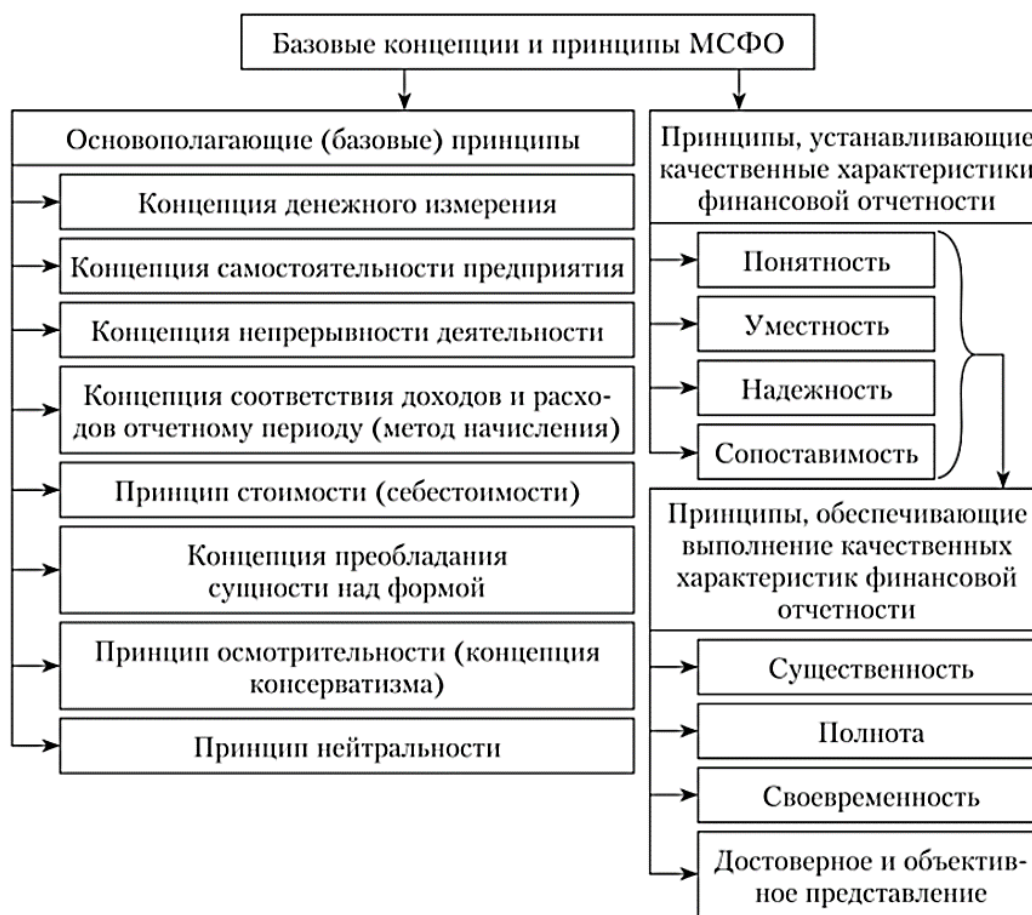 Базовые концепции и принципы МСФО
Основополагающие (базовые) принципы
Концепция денежного измерения
Концепция самостоятельности предприятия
Концепция непрерывности деятельности
Концепция соответствия доходов и расхо-
дов отчетному периоду (метод начисления)
Принцип стоимости (себестоимости)
Концепция преобладания
сущности над формой
Принцип осмотрительности (концепция
консерватизма)
Принцип нейтральности
Принципы, устанавливающие
качественные характеристики
финансовой отчетности
Понятность
Уместность
Надежность
Сопоставимость
Принципы, обеспечивающие
выполнение качественных
характеристик финансовой
отчетности
Существенность
Полнота
Своевременность
Достоверное и объектив-
ное представление